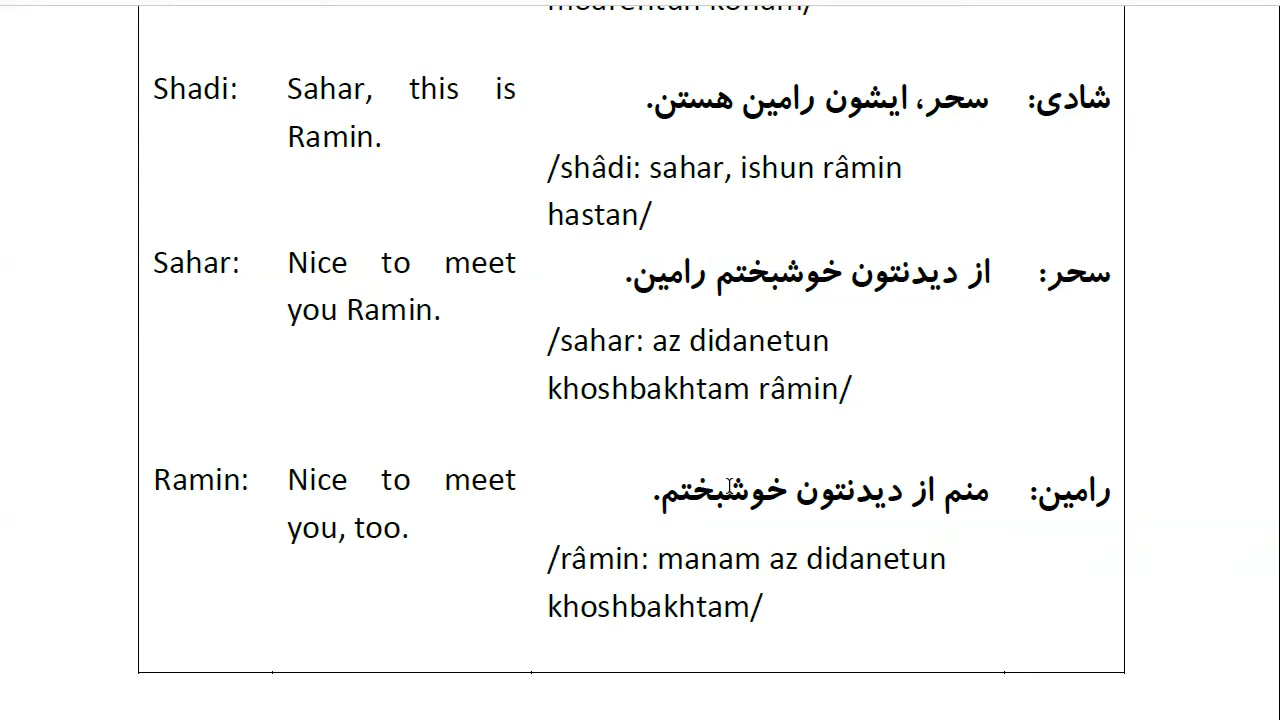 Shadi: Sahar, this is شادی: سحر، ایشون رامین هستن.
Ramin.
/shâdi: sahar, ishun râmin
hastan/
Sahar: Nice to meet سحر: از دیدنتون خوشبختم رامین.
you Ramin.
/sahar: az didanetun
khoshbakhtam râmin/
Ramin: Nice to meet رامین: منم از دیدنتون خوشبختم.
you, too.
/râmin: manam az didanetun
khoshbakhtam/